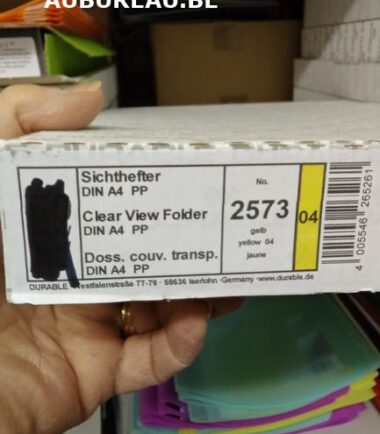 AUBUREAU.BE
Sichthefter
DIN A4 PP
Clear View Folder
DIN A4 PP
Doss. couv. transp.
DIN A4 PP
No.
2573
gelb
yellow 04
jaune
04
4 005546 265261
DURABLE Westfalenstraße 77-79 · 58636 Iserlohn · Germany · www.durable.de